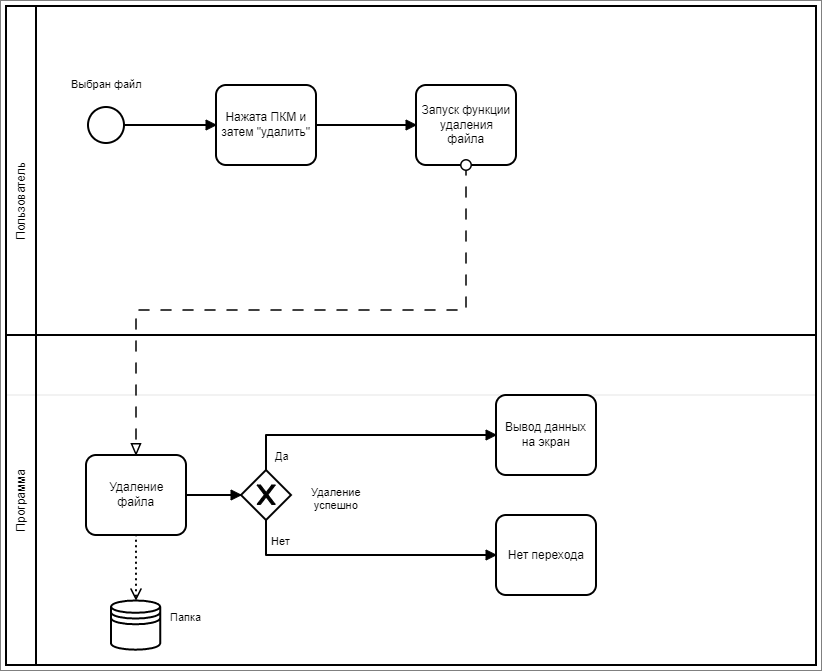 Пользователь
Выбран файл
Нажата ПКМ и
затем "удалить"
Запуск функции
удаления
файла
Программа
Удаление
файла
Папка
Да
Удаление
успешно
Нет
Вывод данных
на экран
Нет перехода